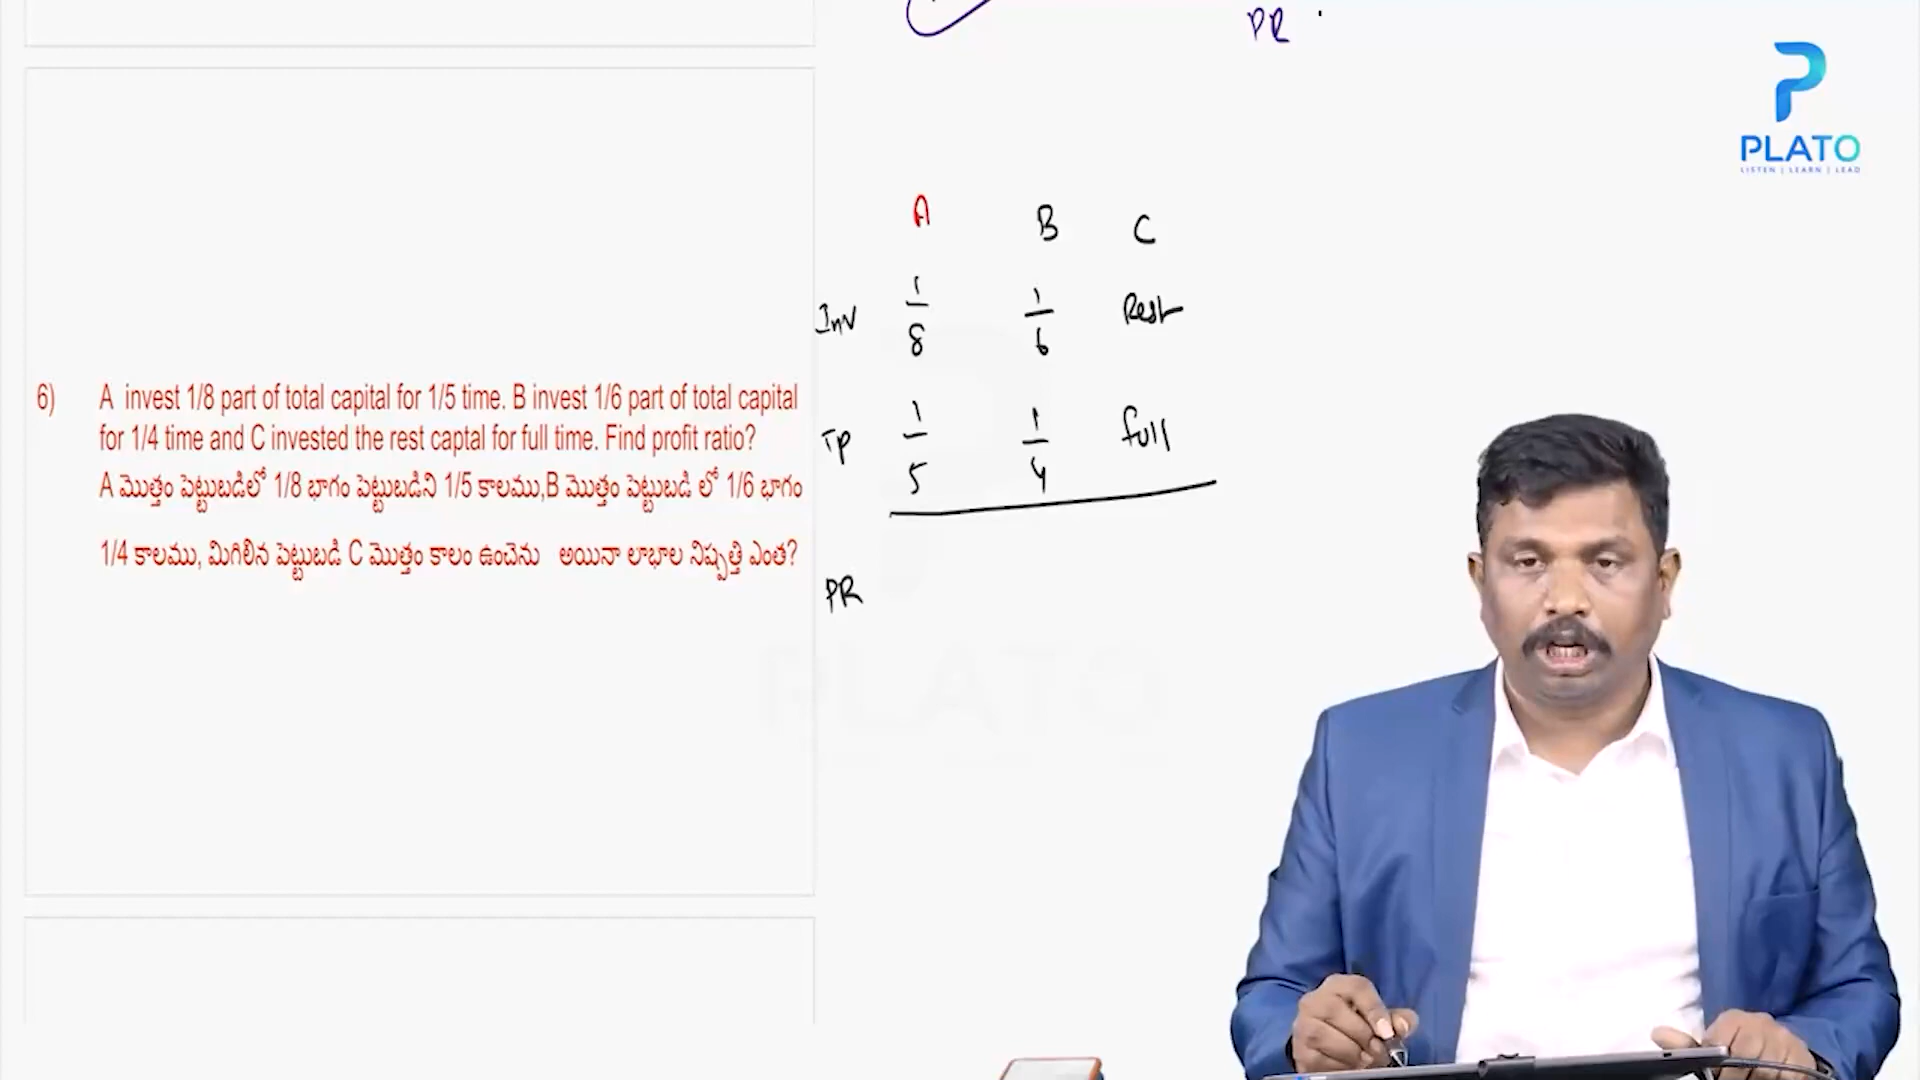 PR
PLATO
LISTEN | LEARN | LEAD
A B C
Inv 1/8 1/6 Rest
6) A invest 1/8 part of total capital for 1/5 time. B invest 1/6 part of total capital
for 1/4 time and C invested the rest captal for full time. Find profit ratio?
A మొత్తం పెట్టుబడిలో 1/8 భాగం పెట్టుబడిని 1/5 కాలము,B మొత్తం పెట్టుబడి లో 1/6 భాగం
1/4 కాలము, మిగిలిన పెట్టుబడి C మొత్తం కాలం ఉంచెను అయినా లాభాల నిష్పత్తి ఎంత?
TP 1/5 1/4 full
PR
PLATO